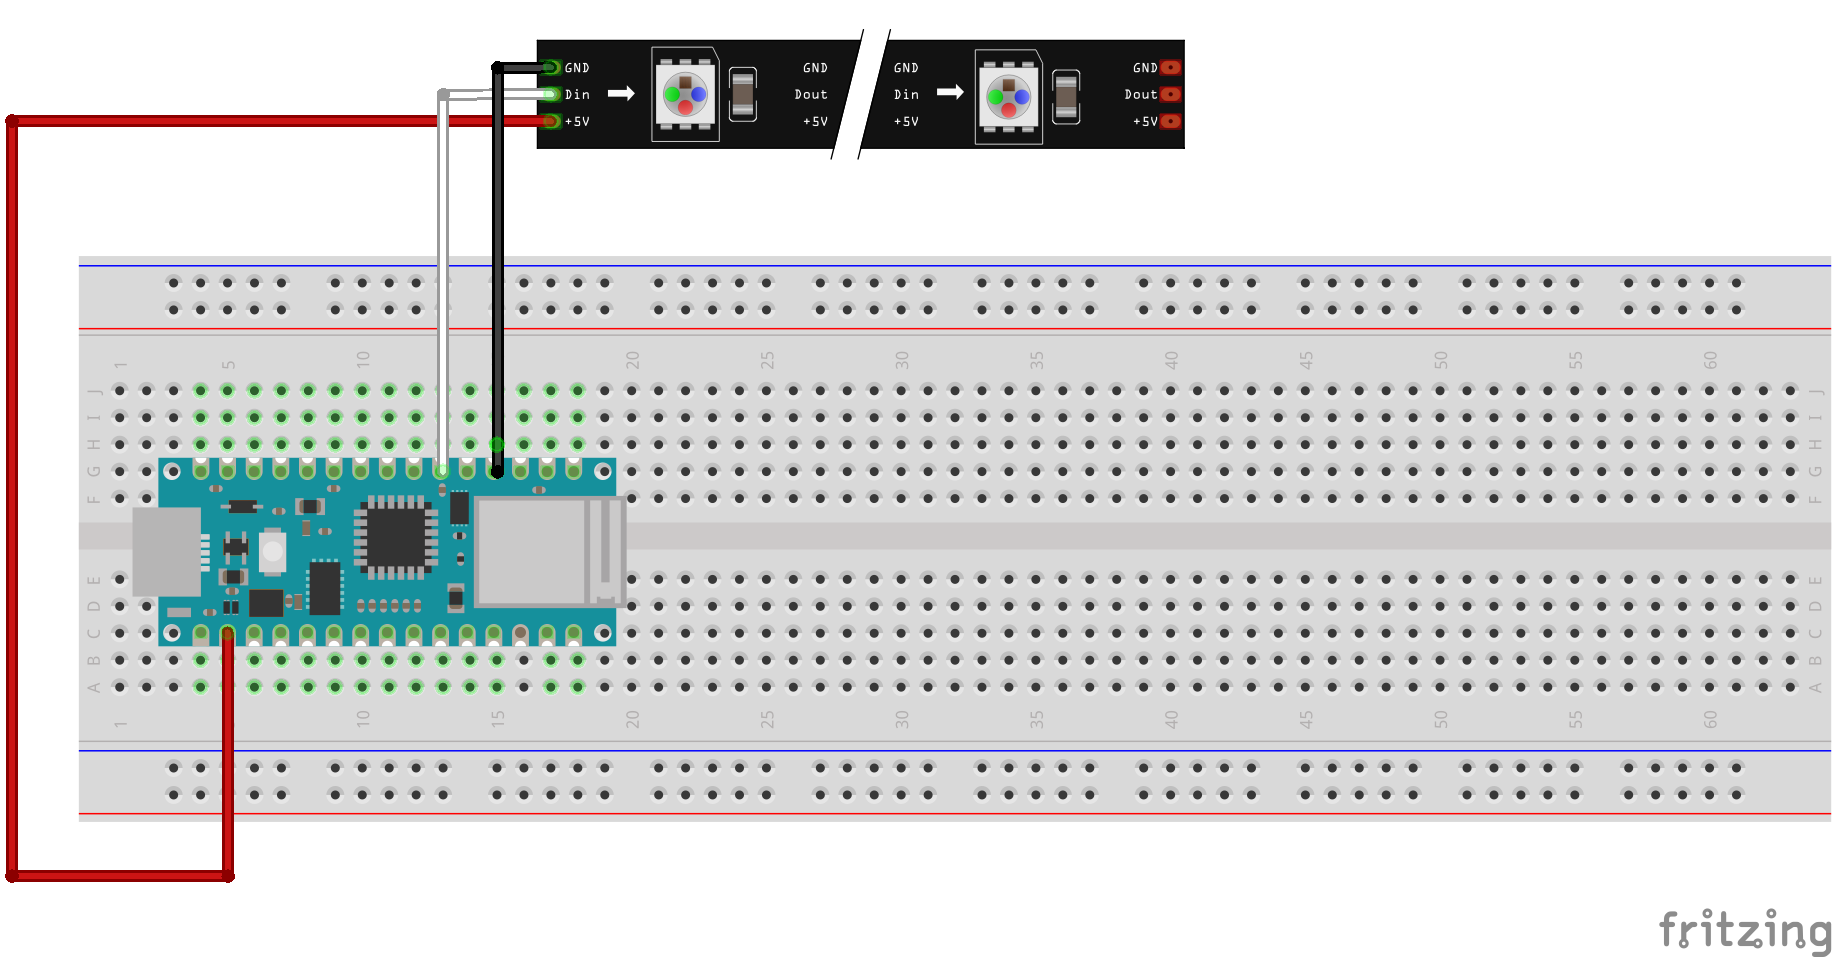 GND GND GND GND
Din Dout Din Dout
+5V +5V +5V +5V
1 5 10 20 25 30 35 40 45 50 55 60
J J
I I
H H
G G
F F
E E
D D
C C
B B
A A
1 10 15 20 25 30 35 40 45 50 55 60
fritzing